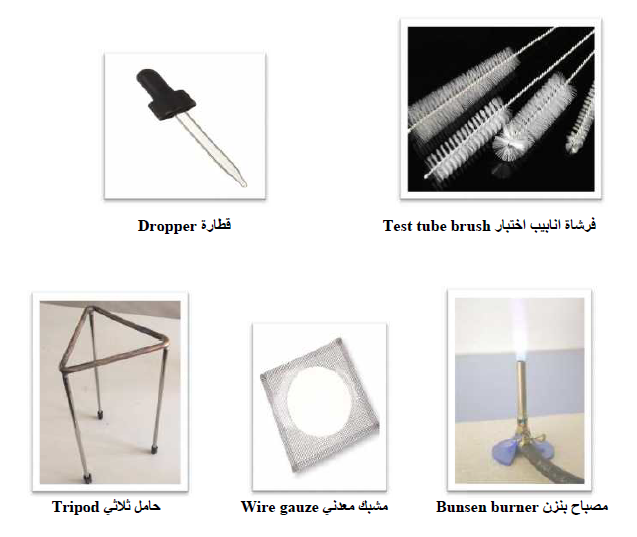 قطارة Dropper
فرشاة انابيب اختبار Test tube brush
حامل ثلاثي Tripod
مشبك معدني Wire gauze
مصباح بنزن Bunsen burner